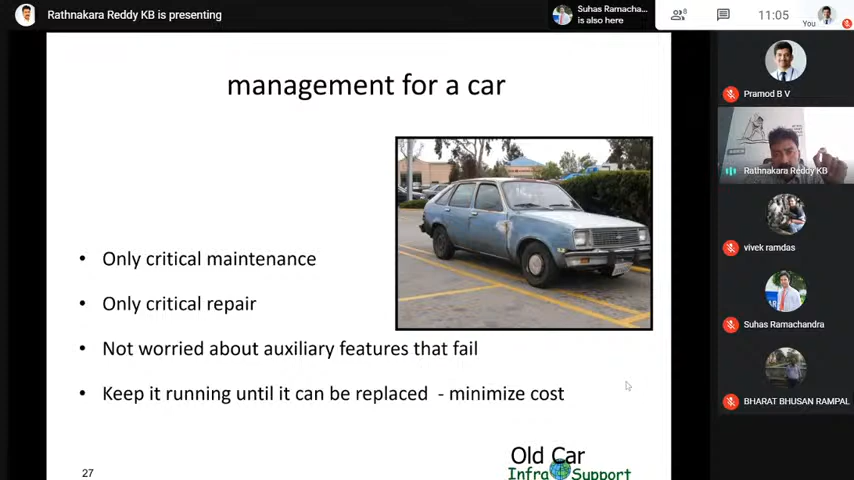 Rathnakara Reddy KB is presenting
Suhas Ramacha...
is also here
8
11:05
You
management for a car
Only critical maintenance
Only critical repair
Not worried about auxiliary features that fail
Keep it running until it can be replaced - minimize cost
27
Old Car
Infra Support
Pramod B V
Rathnakara Reddy KB
vivek ramdas
Suhas Ramachandra
BHARAT BHUSAN RAMPAL